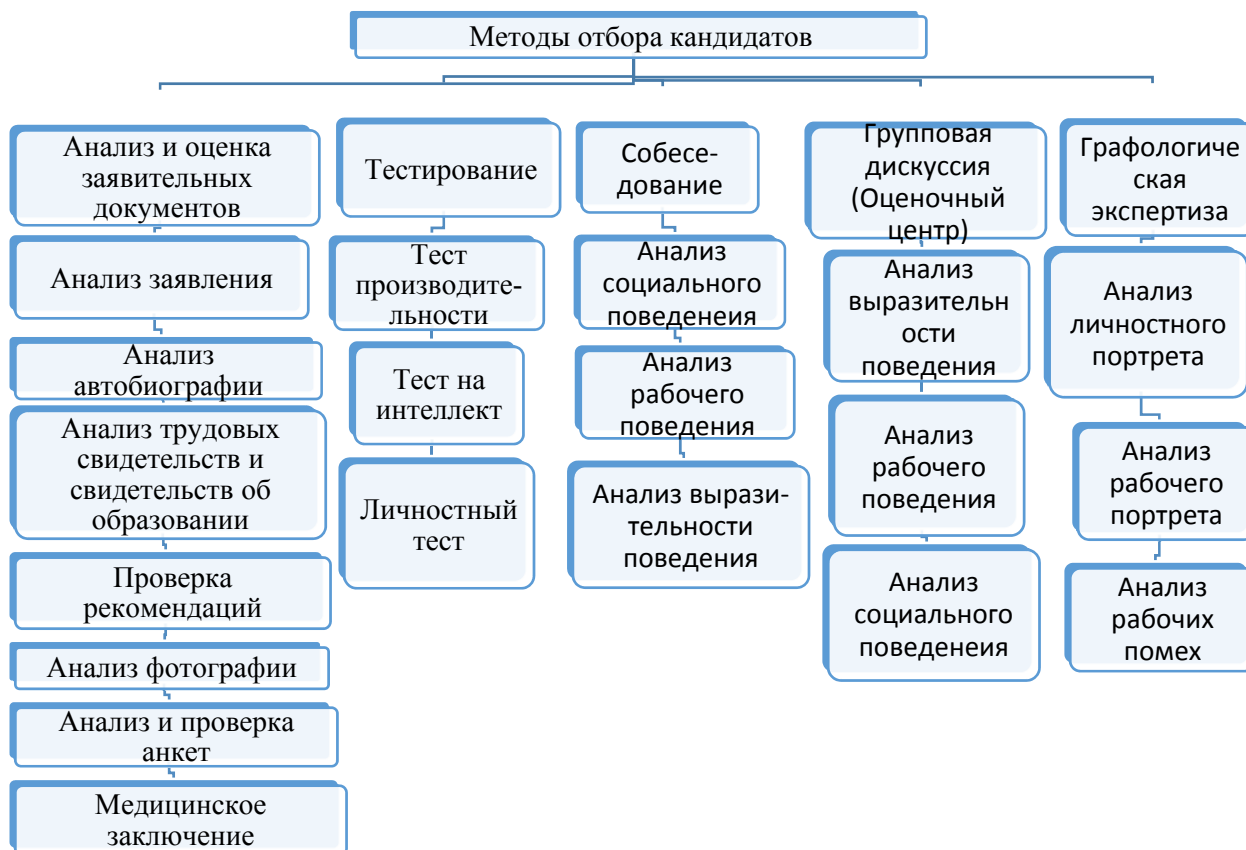 Методы отбора кандидатов
Анализ и оценка
заявительных
документов
Анализ заявления
Анализ
автобиографии
Анализ трудовых
свидетельств и
свидетельств об
образовании
Проверка
рекомендаций
Анализ фотографии
Анализ и проверка
анкет
Медицинское
заключение
Тестирование
Тест
производите-
льности
Тест на
интеллект
Личностный
тест
Собесе-
дование
Анализ
социального
поведенеия
Анализ
рабочего
поведения
Анализ вырази-
тельности
поведения
Групповая
дискуссия
(Оценочный
центр)
Анализ
выразительн
ости
поведения
Анализ
рабочего
поведения
Анализ
социального
поведенеия
Графологиче
ская
экспертиза
Анализ
личностного
портрета
Анализ
рабочего
портрета
Анализ
рабочих
помех